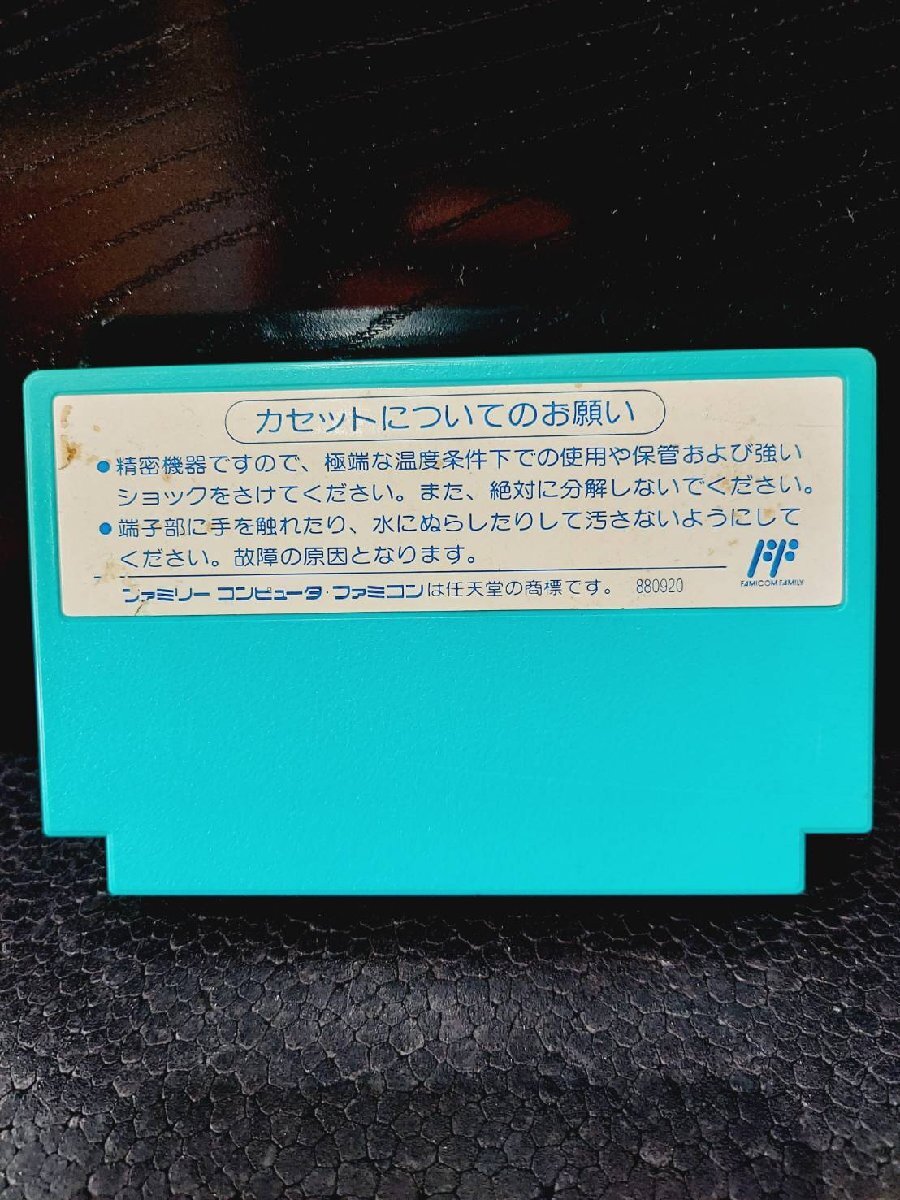 カセットについてのお願い
●精密機器ですので、極端な温度条件下での使用や保管および強い
ショックをさけてください。また、絶対に分解しないでください。
●端子部に手を触れたり、水にぬらしたりして汚さないようにして
ください。故障の原因となります。
ファミリーコンピュータ・ファミコンは任天堂の商標です。 880920
FAMICOM FAMILY